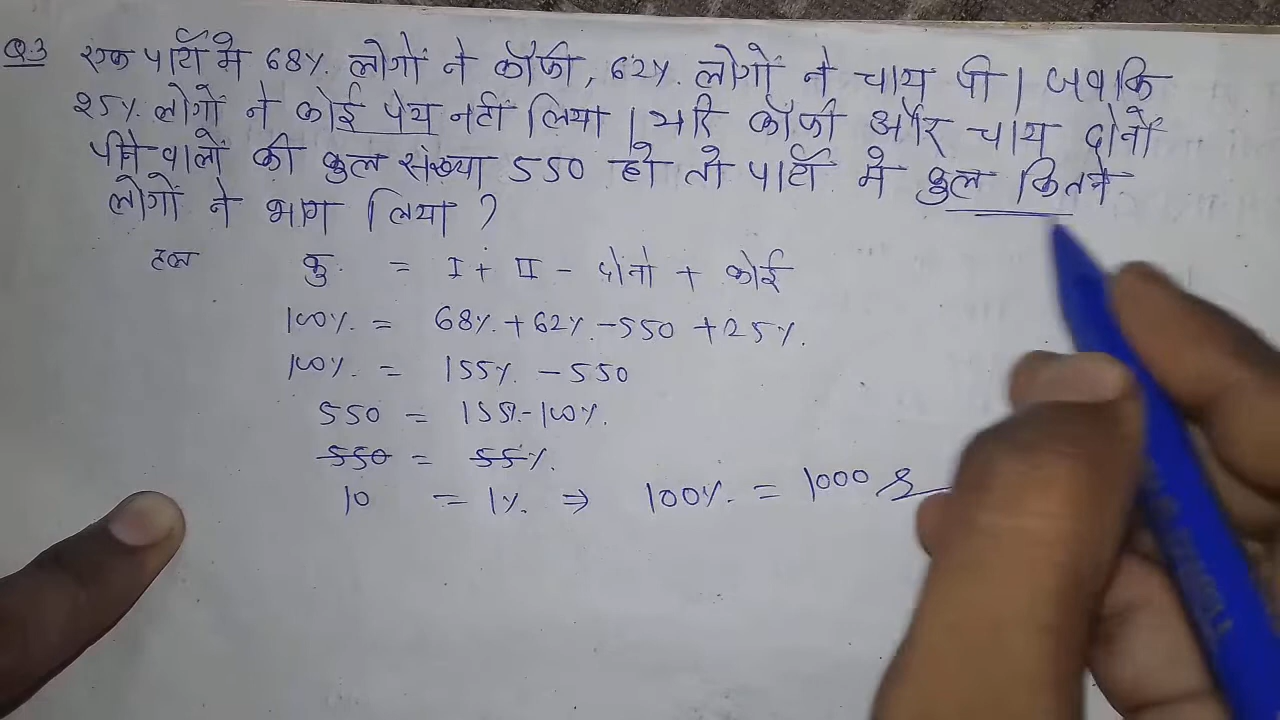 Q.3 एक पार्टी मे 68%. लोगों ने कॉफी, 62%. लोगों ने चाय पी। जबकि
25%. लोगों ने कोई पेय नहीं लिया। यदि कॉफी और चाय दोनों
पीने वालों की कुल संख्या 550 हो तो पार्टी मे कुल कितने
लोगों ने भाग लिया?
हल कु. = I + II - दोनो + कोई
100%. = 68%. + 62%. - 550 + 25%.
100%. = 155%. - 550
550 = 155%. - 100%.
550 = 55%.
10 = 1%. ⇒ 100%. = 1000